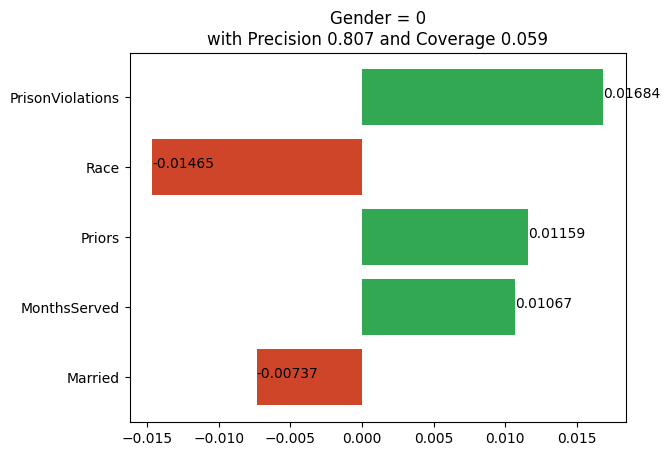 Gender = 0
with Precision 0.807 and Coverage 0.059
PrisonViolations
0.01684
Race
-0.01465
Priors
0.01159
MonthsServed
0.01067
Married
-0.00737
−0.015 −0.010 −0.005 0.000 0.005 0.010 0.015